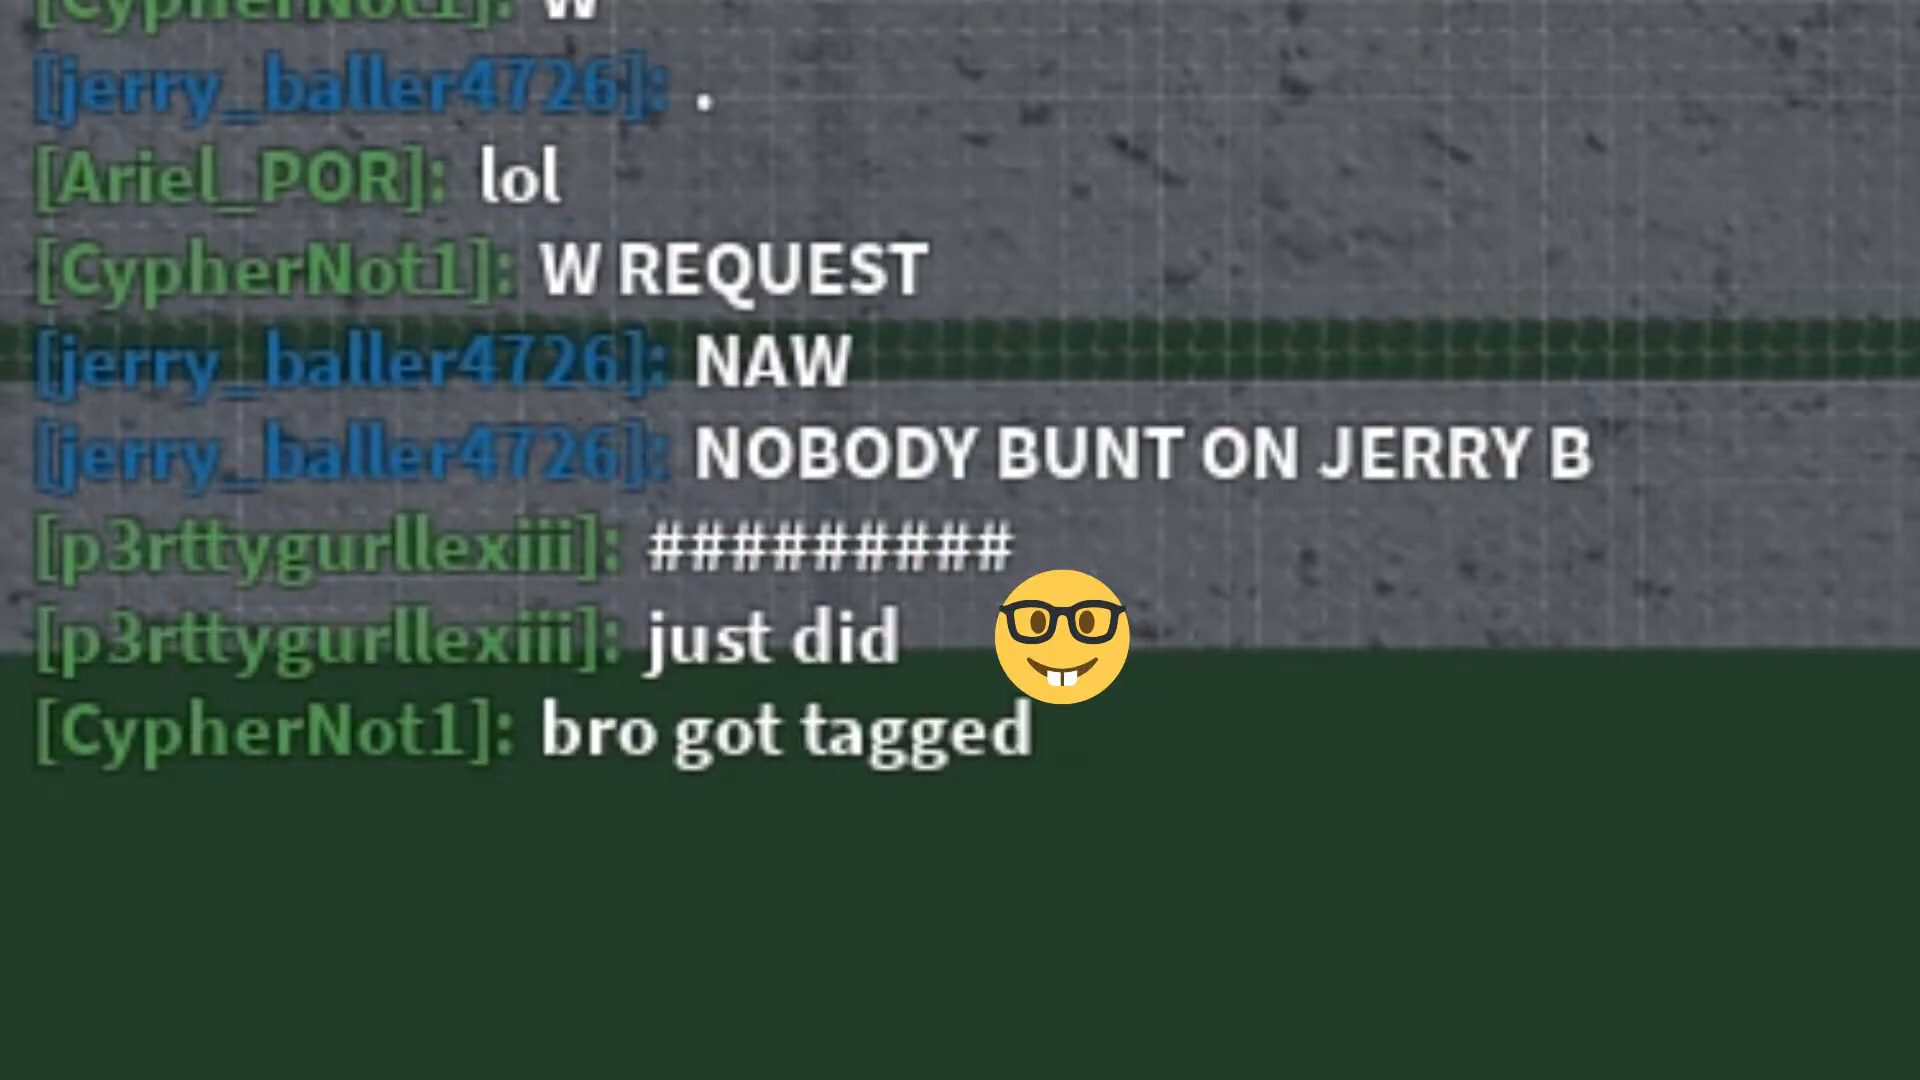 [CypherNot1]: W
[jerry_baller4726]: .
[Ariel_POR]: lol
[CypherNot1]: W REQUEST
[jerry_baller4726]: NAW
[jerry_baller4726]: NOBODY BUNT ON JERRY B
[p3rttygurllexiii]: #########
[p3rttygurllexiii]: just did
[CypherNot1]: bro got tagged